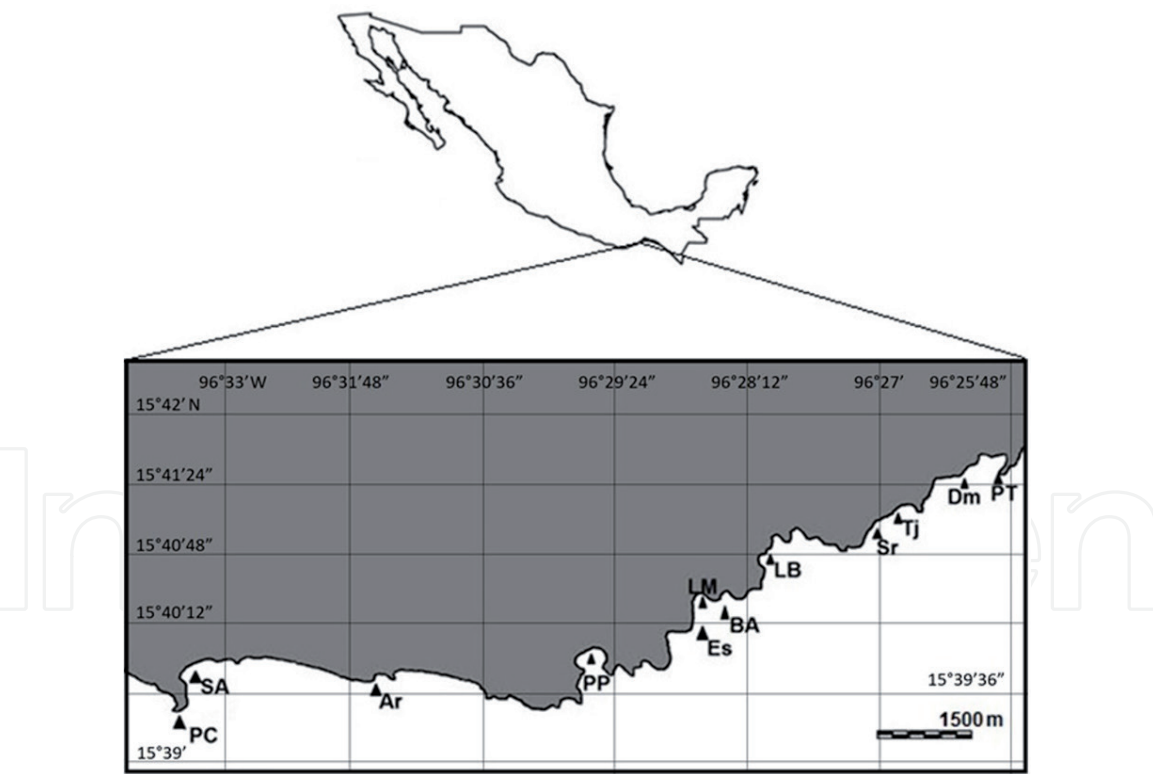 96°33’W 96°31’48” 96°30’36” 96°29’24” 96°28’12” 96°27’ 96°25’48”
15°42’ N
15°41’24”
Dm PT
Tj
15°40’48”
Sr
LB
LM
15°40’12”
BA
Es
PP
15°39’36”
SA
Ar
1500 m
PC
15°39’